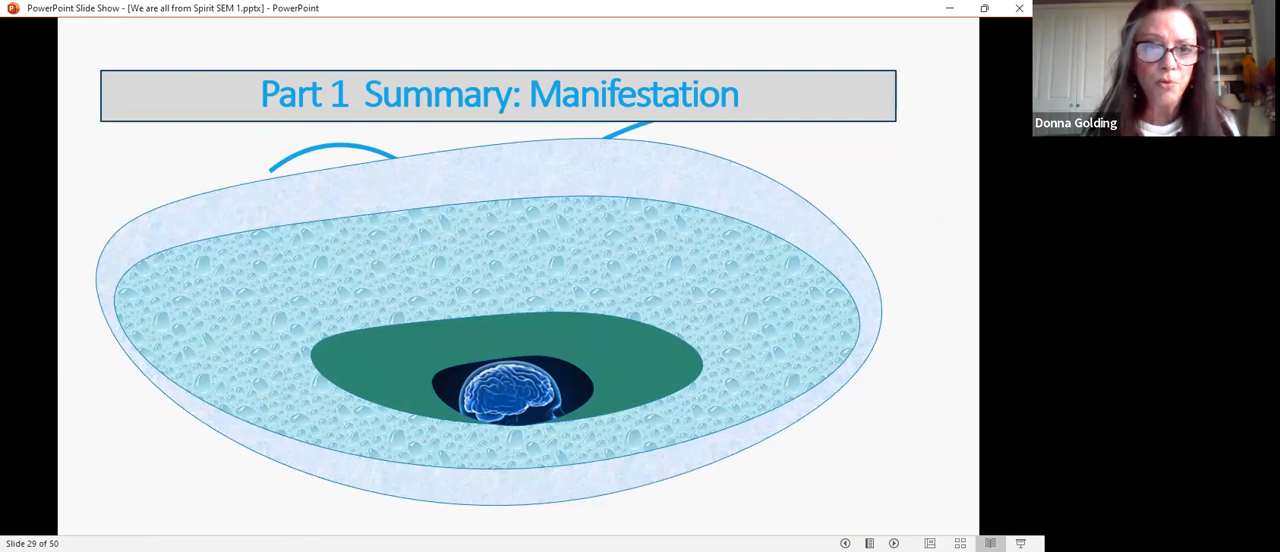 PowerPoint Slide Show - [We are all from Spirit SEM 1.pptx] - PowerPoint
Part 1 Summary: Manifestation
Donna Golding
Slide 29 of 50